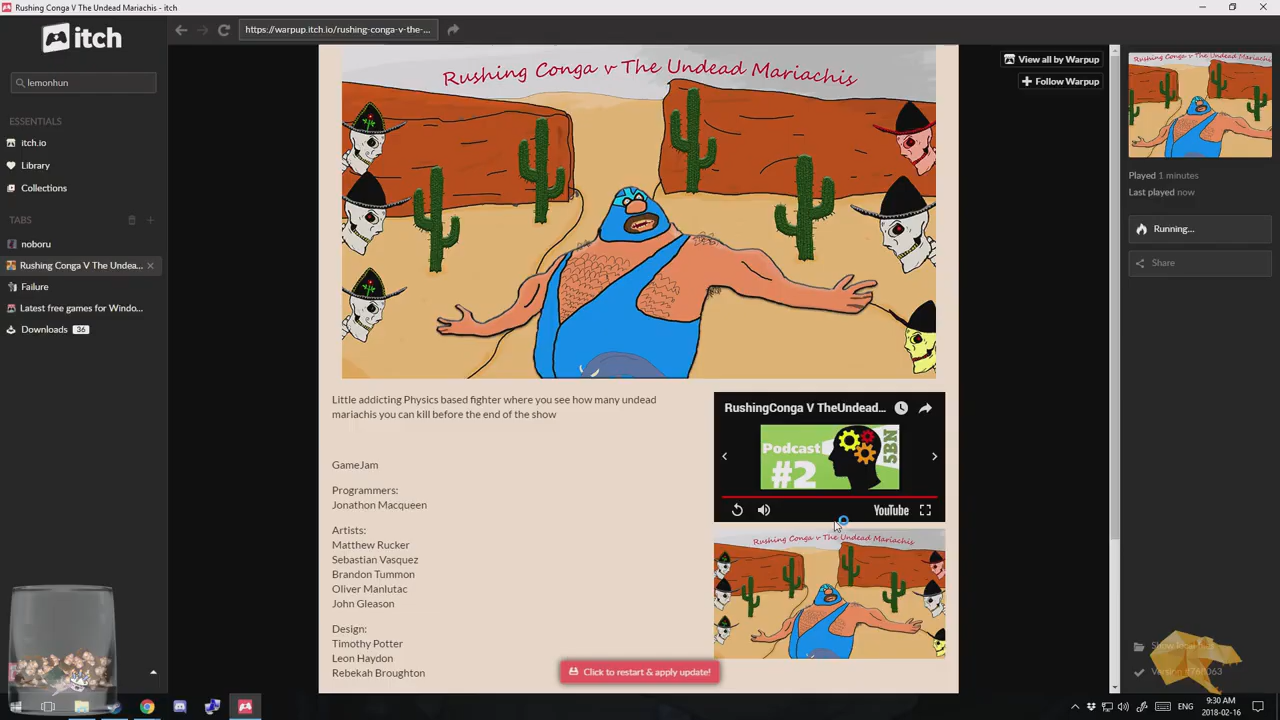 Rushing Conga V The Undead Mariachis - itch
itch
https://warpup.itch.io/rushing-conga-v-the-...
lemonhun
ESSENTIALS
itch.io
Library
Collections
TABS
noboru
Rushing Conga V The Undea...
Failure
Latest free games for Windo...
Downloads 36
Rushing Conga v The Undead Mariachis
View all by Warpup
Follow Warpup
Rushing Conga v The Undead Mariachis
Played 1 minutes
Last played now
Running...
Share
Little addicting Physics based fighter where you see how many undead
mariachis you can kill before the end of the show
GameJam
Programmers:
Jonathon Macqueen
Artists:
Matthew Rucker
Sebastian Vasquez
Brandon Tummon
Oliver Manlutac
John Gleason
Design:
Timothy Potter
Leon Haydon
Rebekah Broughton
RushingConga V TheUndead...
Podcast
#2
5BN
YouTube
Rushing Conga v The Undead Mariachis
Click to restart & apply update!
ENG
9:30 AM
2018-02-16